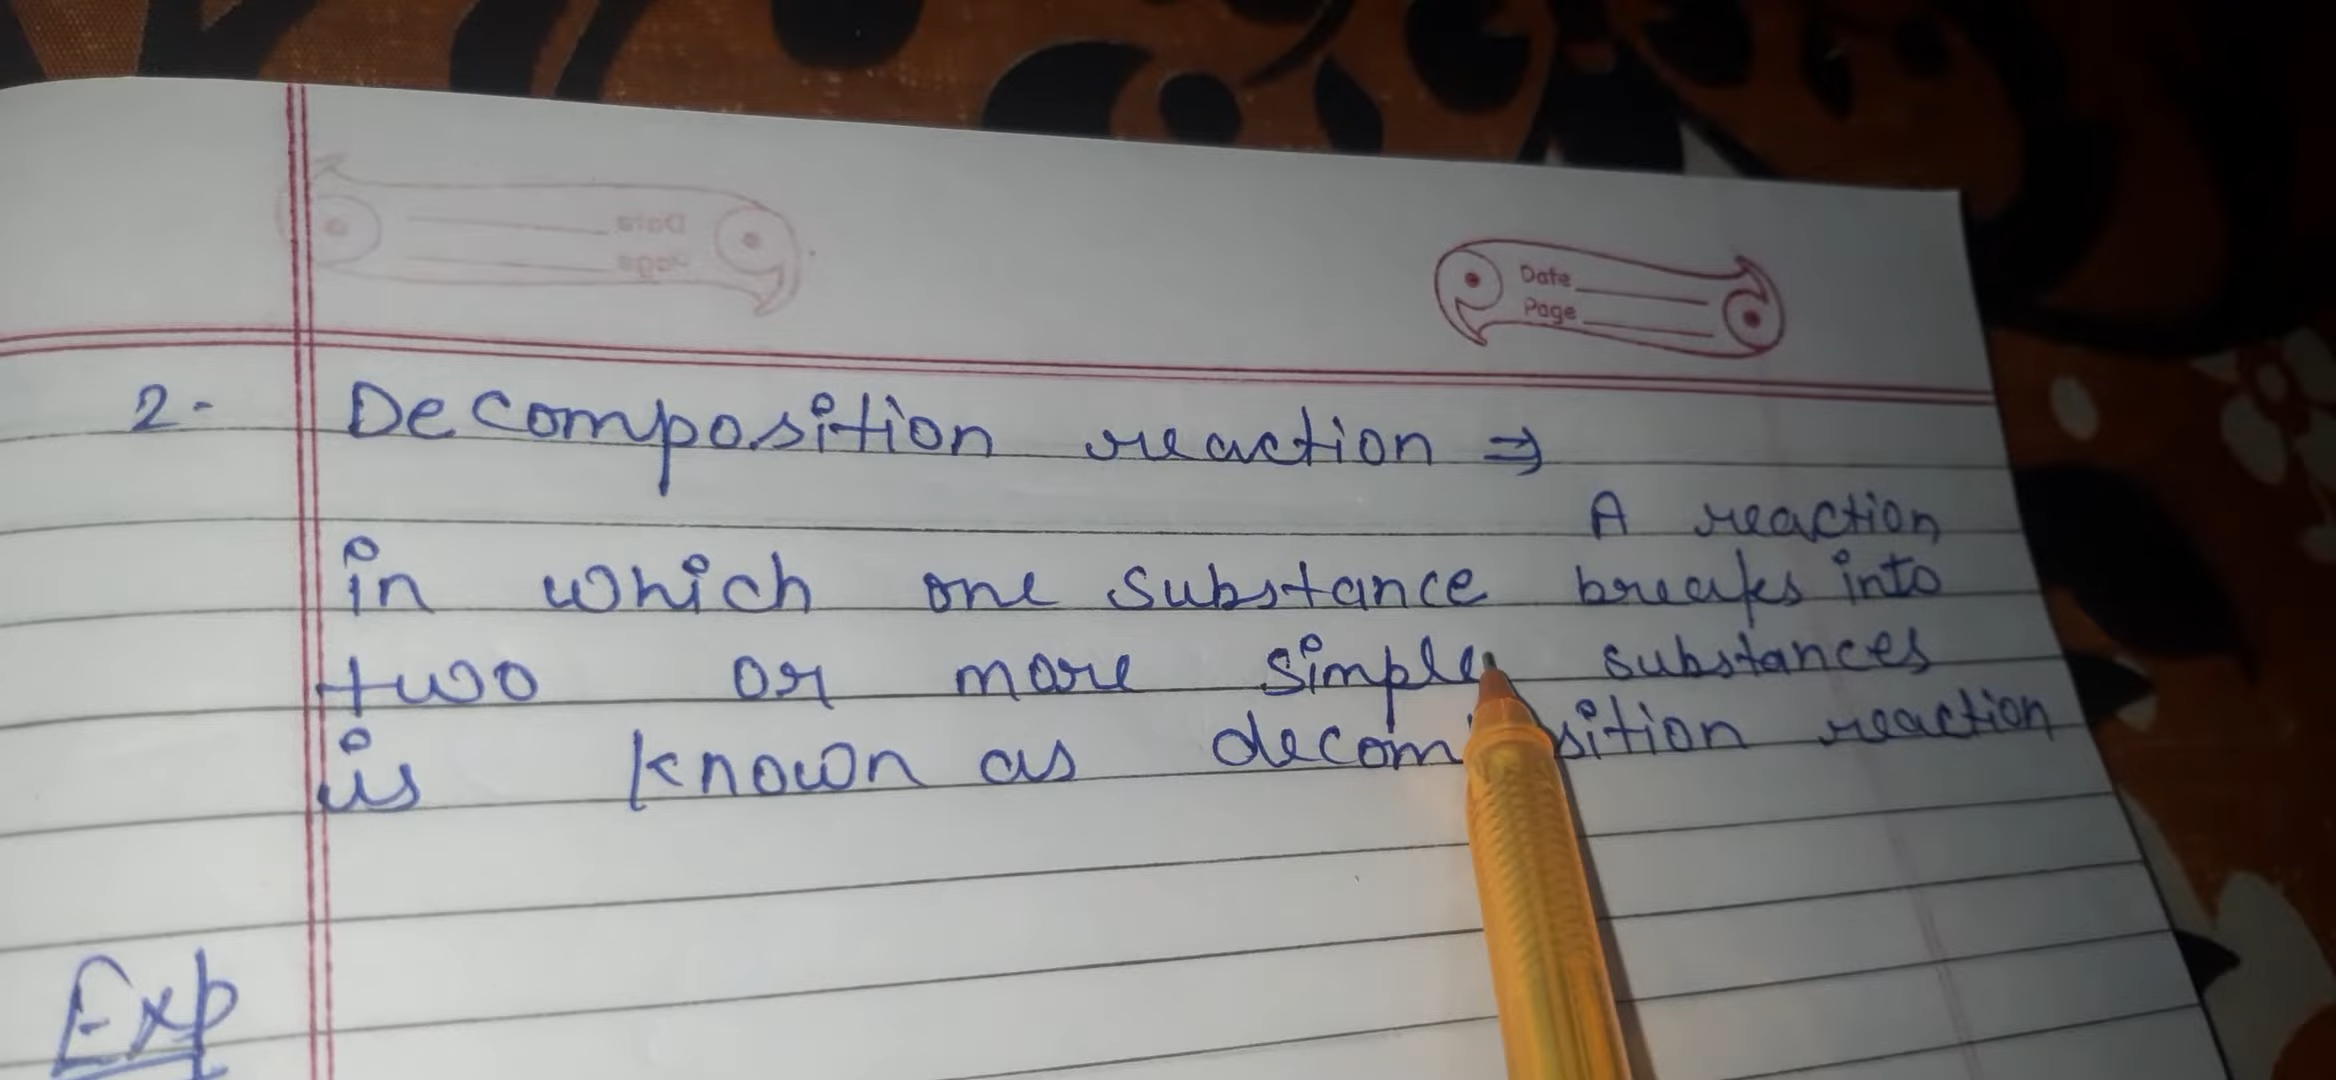 Date
Page
2- Decomposition reaction ⇒
A reaction
in which one substance breaks into
two or more simple substances
is known as decom sition reaction
Exp